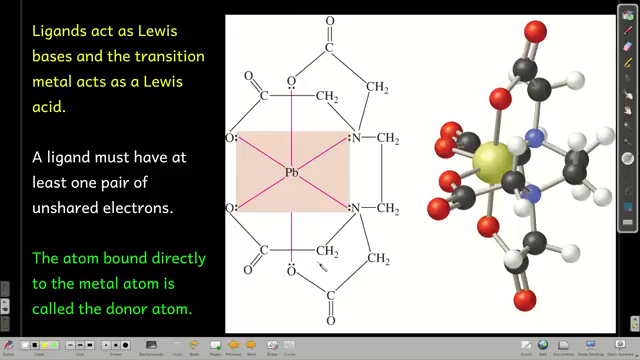 Ligands act as Lewis
bases and the transition
metal acts as a Lewis
acid.
A ligand must have at
least one pair of
unshared electrons.
The atom bound directly
to the metal atom is
called the donor atom.
O
C
O
O
CH2
C
CH2
O:
:N—CH2
Pb
O:
:N—CH2
C
CH2
O
O
CH2
C
O